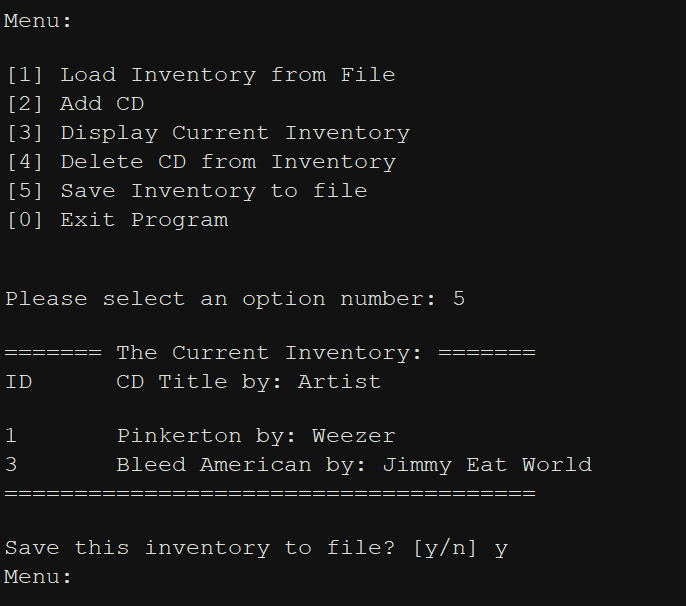 Menu:
[1] Load Inventory from File
[2] Add CD
[3] Display Current Inventory
[4] Delete CD from Inventory
[5] Save Inventory to file
[0] Exit Program
Please select an option number: 5
======= The Current Inventory: =======
ID      CD Title by: Artist
1       Pinkerton by: Weezer
3       Bleed American by: Jimmy Eat World
======================================
Save this inventory to file? [y/n] y
Menu: